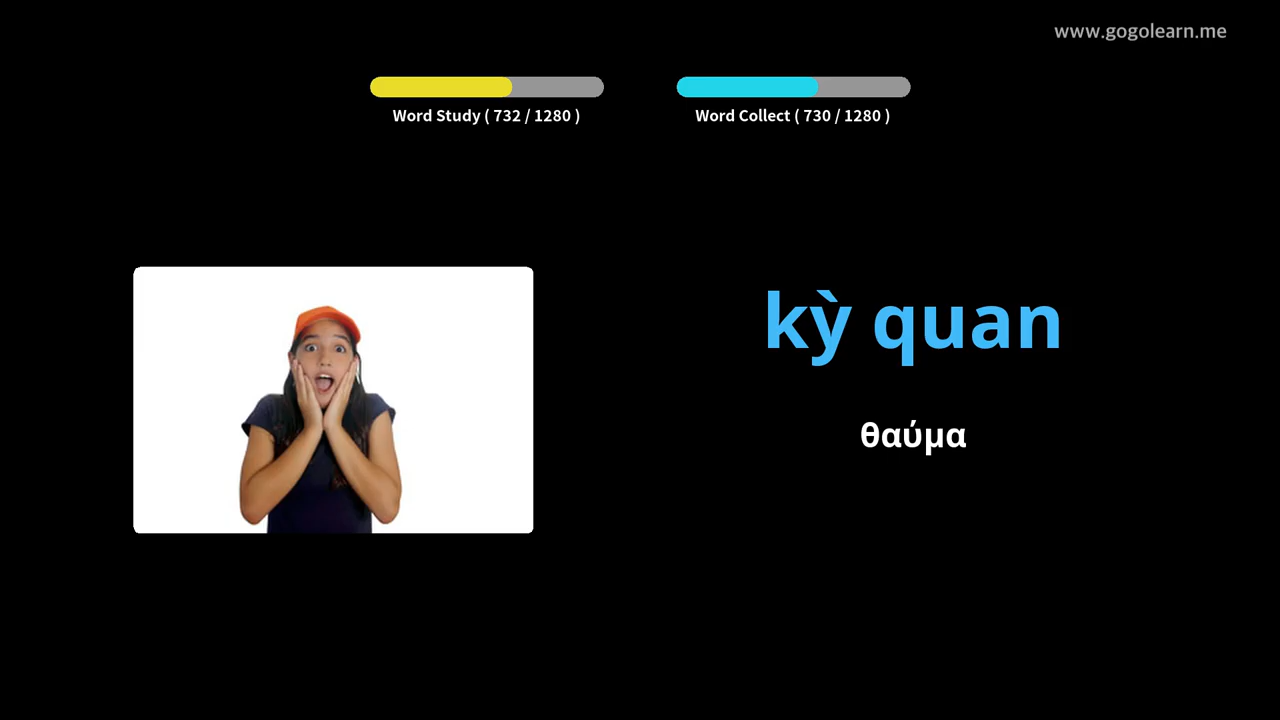 www.gogolearn.me
Word Study ( 732 / 1280 )
Word Collect ( 730 / 1280 )
kỳ quan
θαύμα